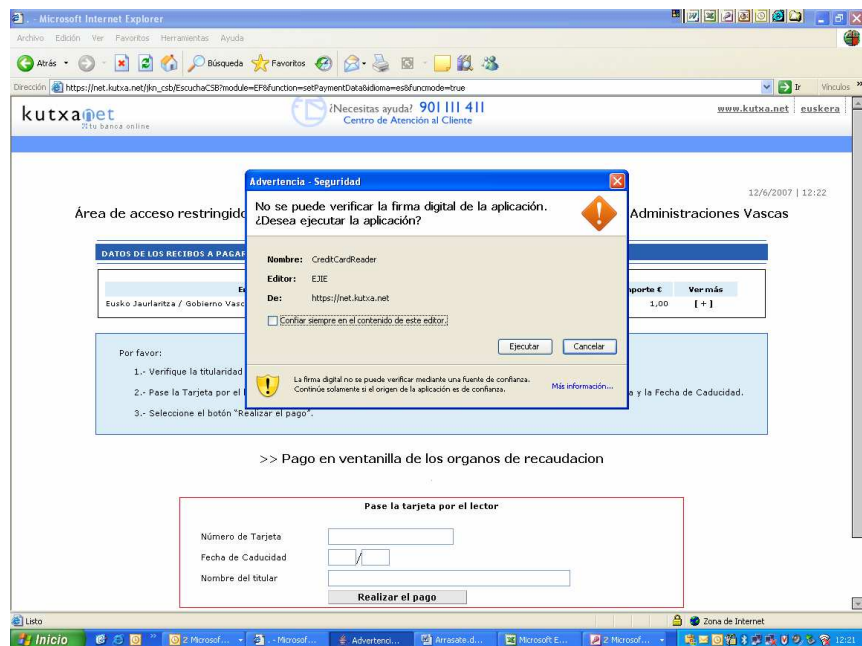 . - Microsoft Internet Explorer
Archivo Edición Ver Favoritos Herramientas Ayuda
Atrás Búsqueda Favoritos
Dirección https://net.kutxa.net/jkn_csb/EscuchaCSB?module=EF&function=setPaymentData&idioma=es&funcmode=true Ir Vínculos
kutxanet
tu banca online
¿Necesitas ayuda? 901 111 411
Centro de Atención al Cliente
www.kutxa.net euskera
12/6/2007 | 12:22
Área de acceso restringido Administraciones Vascas
DATOS DE LOS RECIBOS A PAGAR
Importe € Ver más
Eusko Jaurlaritza / Gobierno Vasc 1,00 [ + ]
Advertencia - Seguridad
No se puede verificar la firma digital de la aplicación.
¿Desea ejecutar la aplicación?
Nombre: CreditCardReader
Editor: EJIE
De: https://net.kutxa.net
Confiar siempre en el contenido de este editor.
Ejecutar Cancelar
La firma digital no se puede verificar mediante una fuente de confianza.
Continúe solamente si el origen de la aplicación es de confianza.
Más información...
Por favor:
1.- Verifique la titularidad
2.- Pase la Tarjeta por el l a y la Fecha de Caducidad.
3.- Seleccione el botón "Realizar el pago".
>> Pago en ventanilla de los organos de recaudacion
Pase la tarjeta por el lector
Número de Tarjeta
Fecha de Caducidad /
Nombre del titular
Realizar el pago
Listo Zona de Internet
Inicio 2 Microsof... . - Microsof... Advertenci... Arrasate.d... Microsoft E... 2 Microsof... 12:21